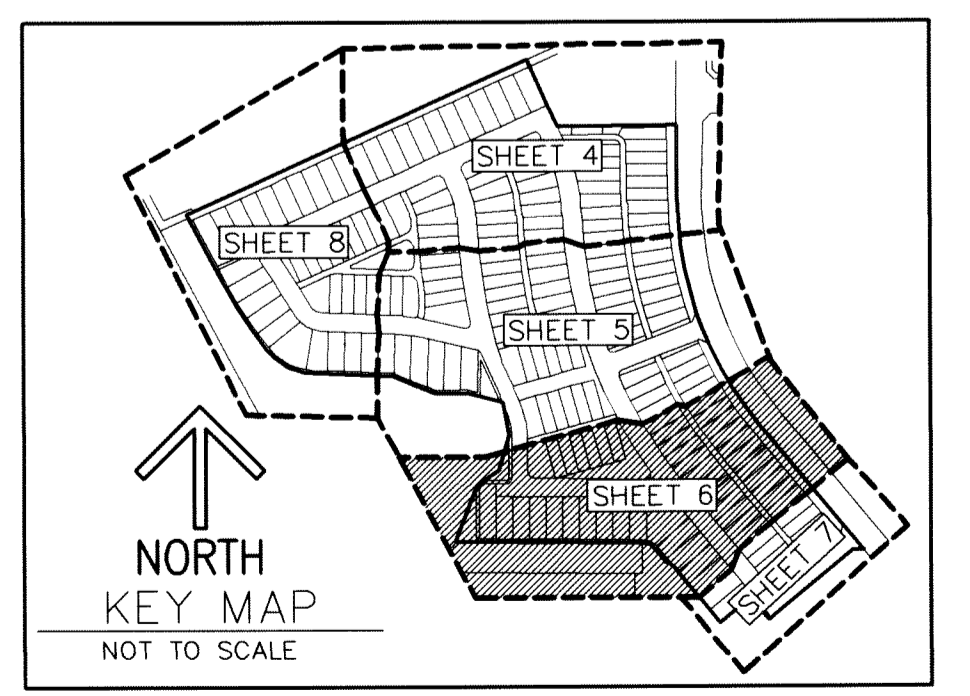 SHEET 4
SHEET 8
SHEET 5
SHEET 6
SHEET 7
NORTH
KEY MAP
NOT TO SCALE